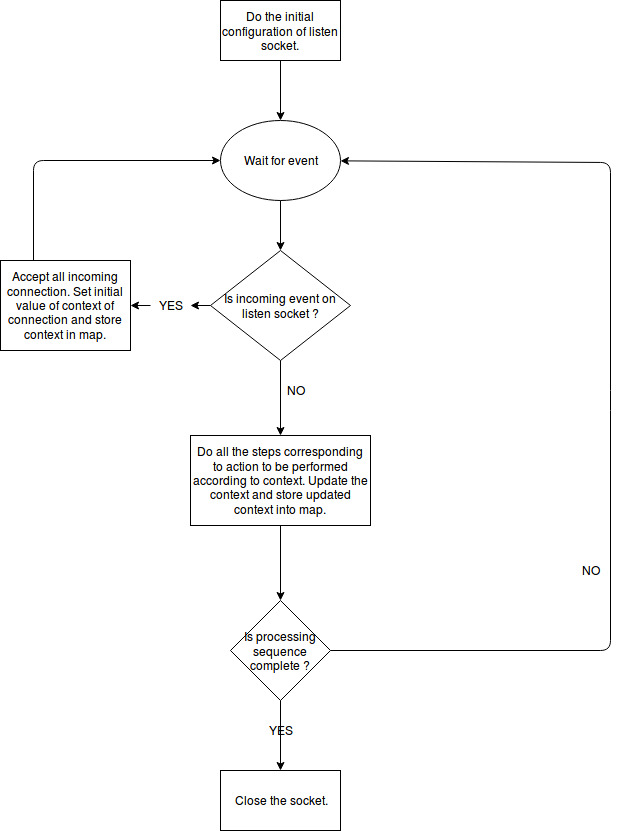 Do the initial
configuration of listen
socket.
Wait for event
Accept all incoming
connection. Set initial
value of context of
connection and store
context in map.
YES
Is incoming event on
listen socket ?
NO
Do all the steps corresponding
to action to be performed
according to context. Update the
context and store updated
context into map.
NO
Is processing
sequence
complete ?
YES
Close the socket.